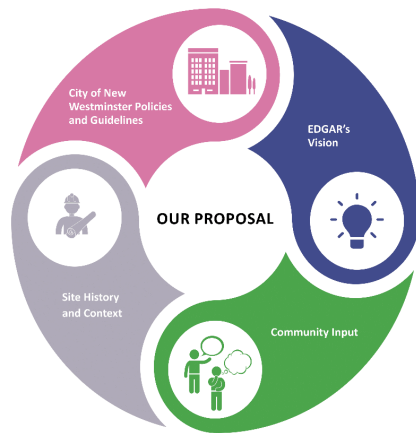 City of New
Westminster Policies
and Guidelines
EDGAR's
Vision
OUR PROPOSAL
Site History
and Context
Community Input